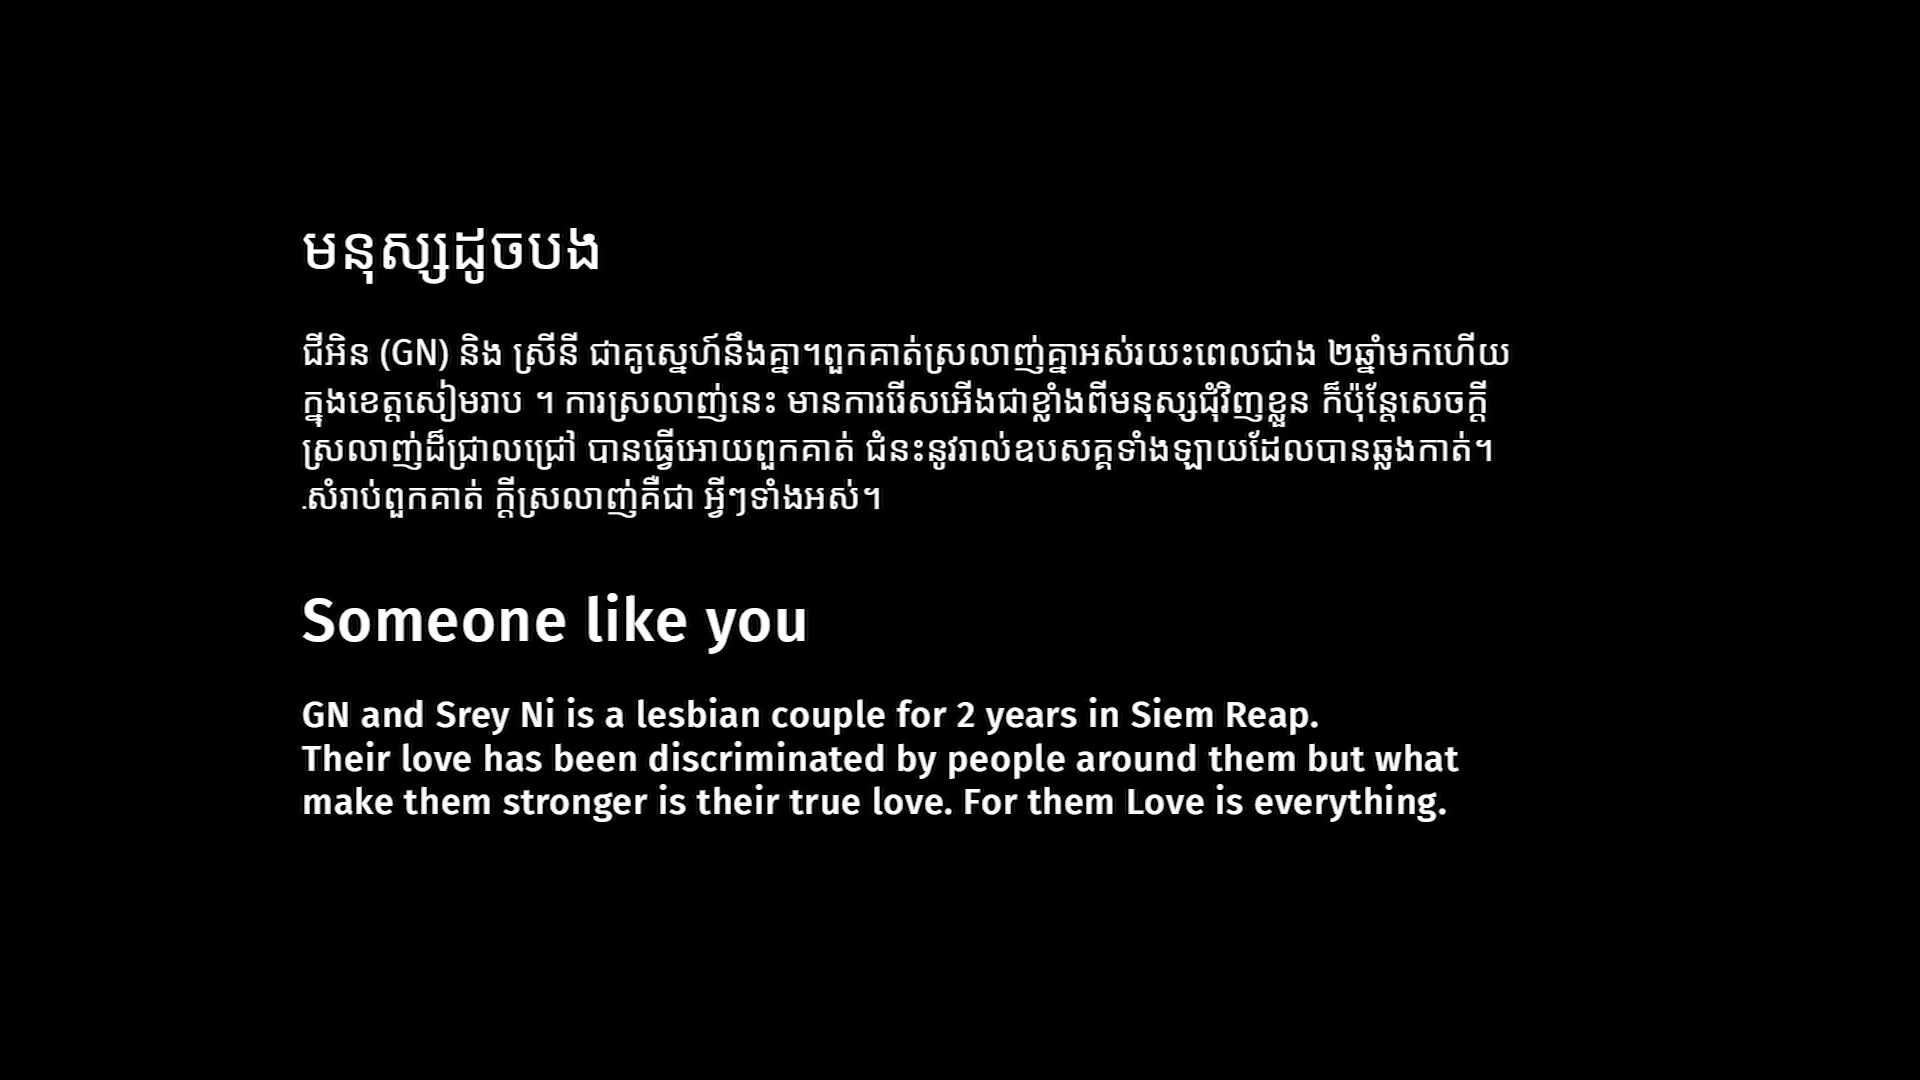 មនុស្សដូចបង
ជីអិន (GN) និង ស្រីនី ជាគូស្នេហ៍នឹងគ្នា។ពួកគាត់ស្រលាញ់គ្នាអស់រយះពេលជាង ២ឆ្នាំមកហើយ
ក្នុងខេត្តសៀមរាប ។ ការស្រលាញ់នេះ មានការរើសអើងជាខ្លាំងពីមនុស្សជុំវិញខ្លួន ក៏ប៉ុន្តែសេចក្តី
ស្រលាញ់ដ៏ជ្រាលជ្រៅ បានធ្វើអោយពួកគាត់ ជំនះនូវរាល់ឧបសគ្គទាំងឡាយដែលបានឆ្លងកាត់។
.សំរាប់ពួកគាត់ ក្តីស្រលាញ់គឺជា អ្វីៗទាំងអស់។
Someone like you
GN and Srey Ni is a lesbian couple for 2 years in Siem Reap.
Their love has been discriminated by people around them but what
make them stronger is their true love. For them Love is everything.